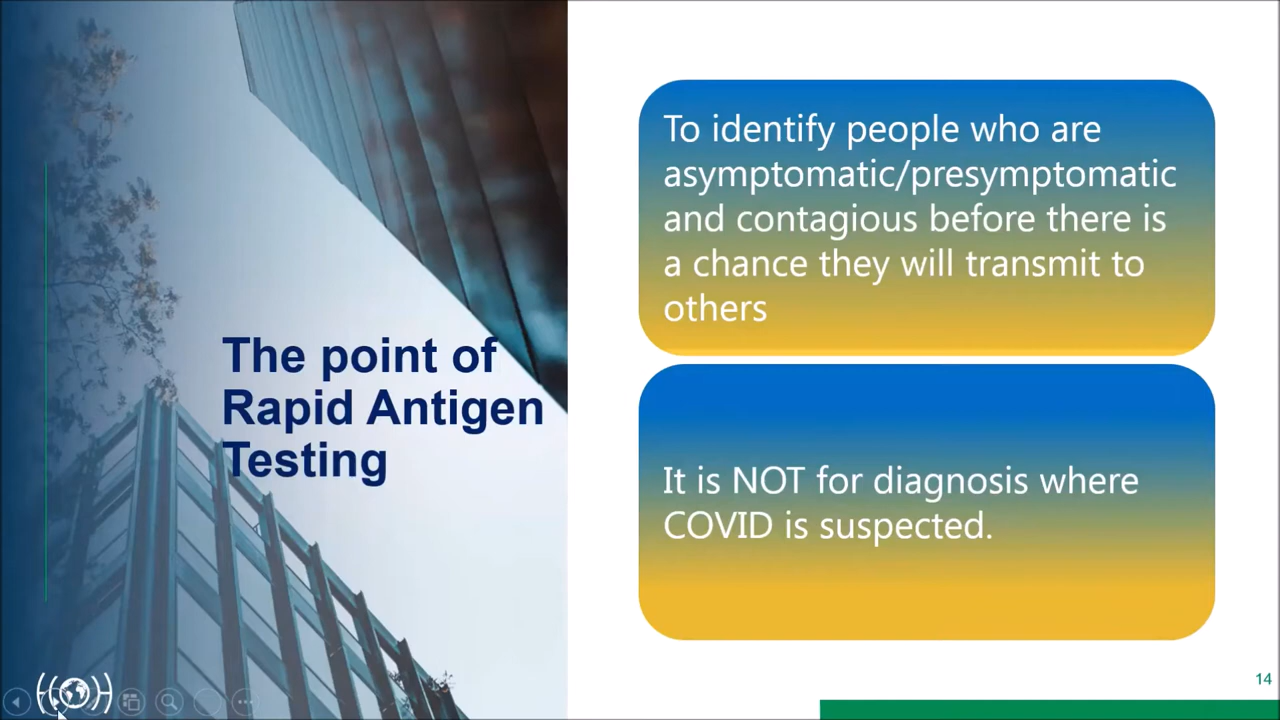 The point of
Rapid Antigen
Testing
To identify people who are
asymptomatic/presymptomatic
and contagious before there is
a chance they will transmit to
others
It is NOT for diagnosis where
COVID is suspected.
14